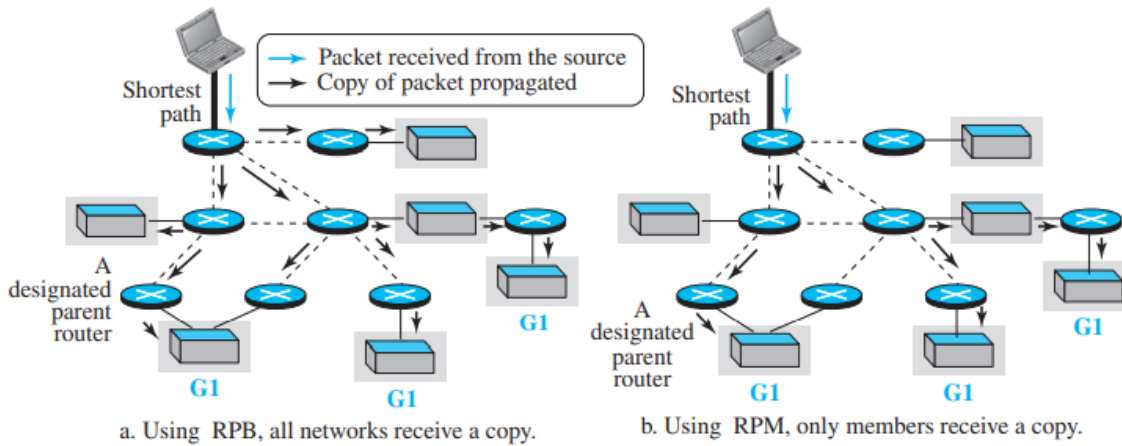 Packet received from the source
Copy of packet propagated
Shortest
path
A
designated
parent
router
G1
G1
G1
a. Using RPB, all networks receive a copy.
Shortest
path
A
designated
parent
router
G1
G1
G1
b. Using RPM, only members receive a copy.